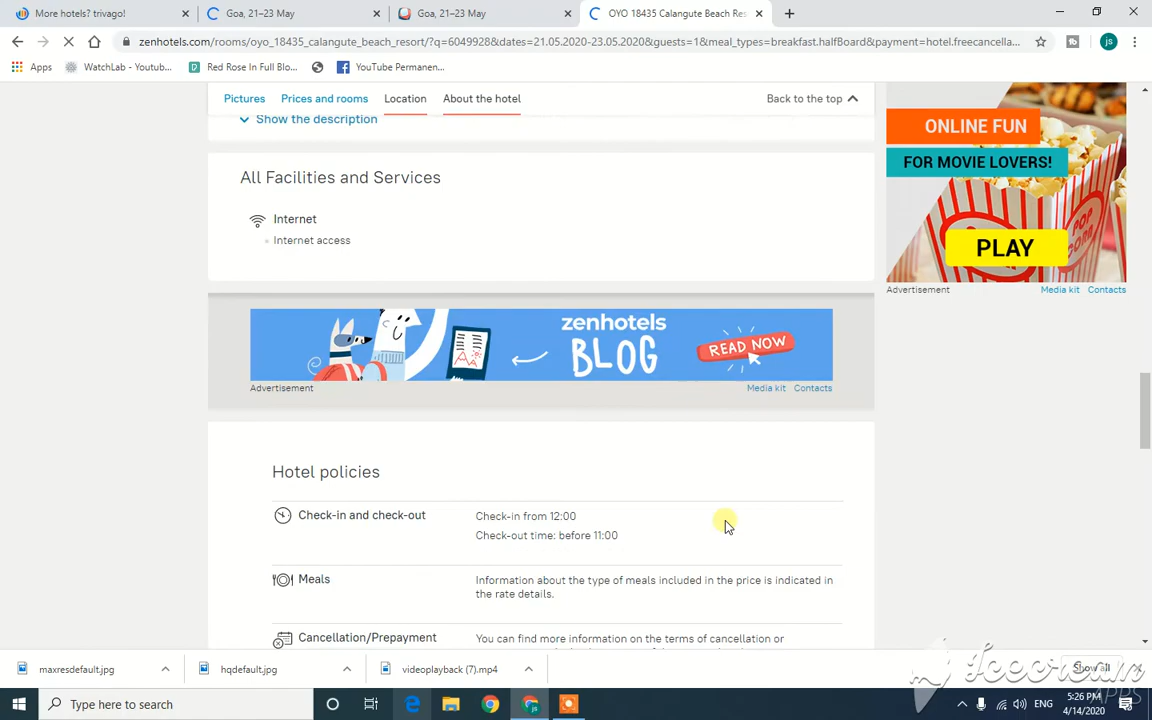 More hotels? trivago!
Goa, 21–23 May
Goa, 21–23 May
OYO 18435 Calangute Beach Res
zenhotels.com/rooms/oyo_18435_calangute_beach_resort/?q=6049928&dates=21.05.2020-23.05.2020&guests=1&meal_types=breakfast.halfBoard&payment=hotel.freecancella...
js
Apps
WatchLab - Youtub...
Red Rose In Full Blo...
YouTube Permanen...
Pictures
Prices and rooms
Location
About the hotel
Back to the top
Show the description
All Facilities and Services
Internet
Internet access
zenhotels
BLOG
READ NOW
Advertisement
Media kit
Contacts
ONLINE FUN
FOR MOVIE LOVERS!
POP CORN
PLAY
Advertisement
Media kit
Contacts
Hotel policies
Check-in and check-out
Check-in from 12:00
Check-out time: before 11:00
Meals
Information about the type of meals included in the price is indicated in
the rate details.
Cancellation/Prepayment
You can find more information on the terms of cancellation or
maxresdefault.jpg
hqdefault.jpg
videoplayback (7).mp4
Show all
Icecream
APPS
Type here to search
ENG
5:26 PM
4/14/2020